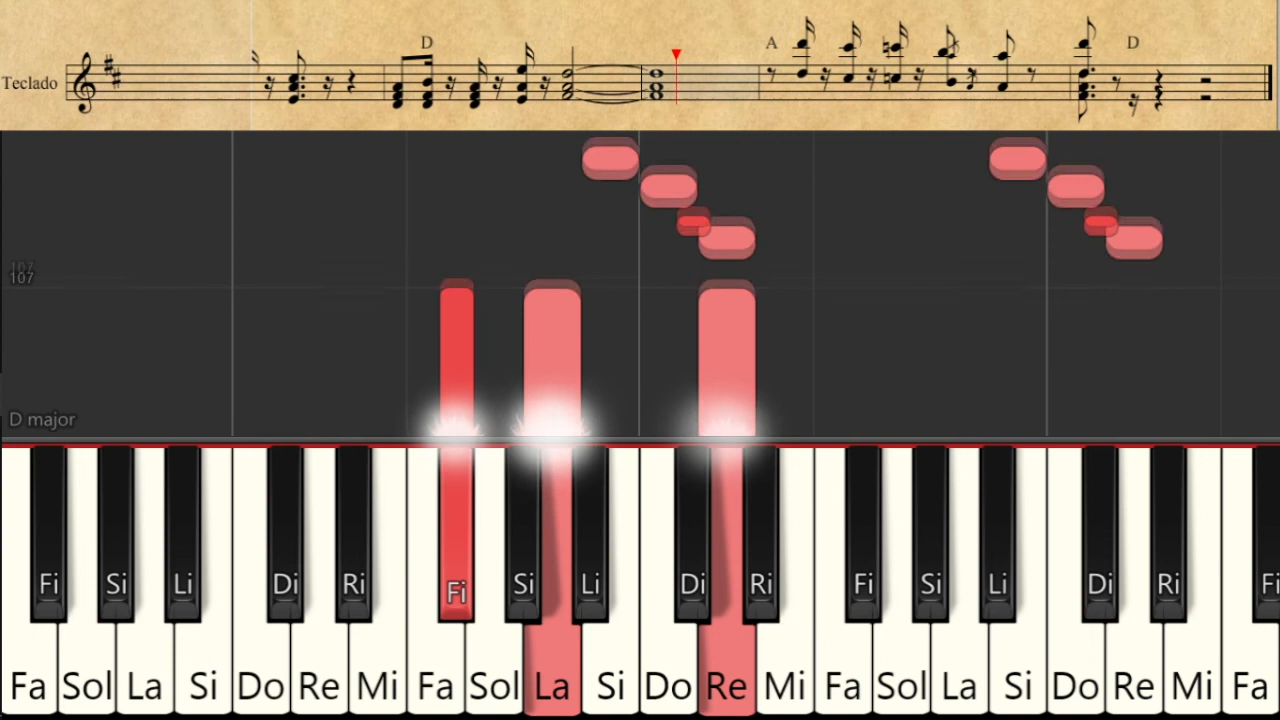 D A D
Teclado
107
D major
Fi Si Li Di Ri Fi Si Li Di Ri Fi Si Li Di Ri Fi
Fa Sol La Si Do Re Mi Fa Sol La Si Do Re Mi Fa Sol La Si Do Re Mi Fa